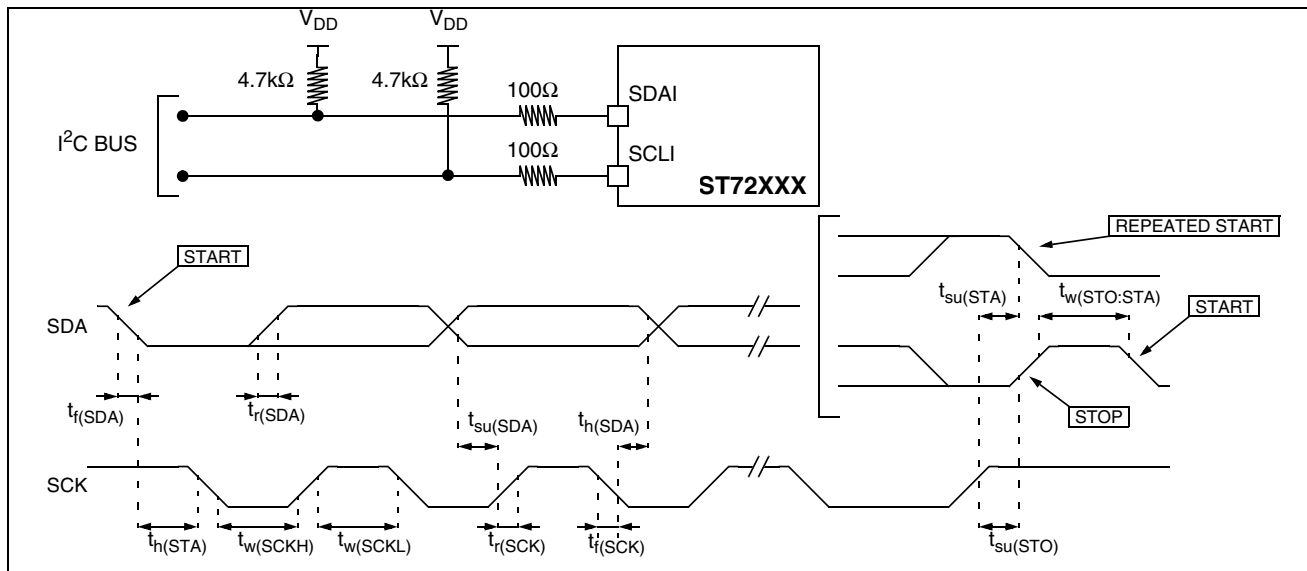 VDD VDD
4.7kΩ 4.7kΩ
100Ω SDAI
I²C BUS
100Ω SCLI
ST72XXX
REPEATED START
START
tsu(STA) tw(STO:STA)
START
SDA
tf(SDA) tr(SDA)
STOP
tsu(SDA) th(SDA)
SCK
th(STA) tw(SCKH) tw(SCKL) tr(SCK) tf(SCK) tsu(STO)